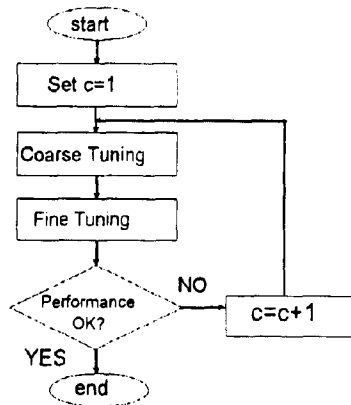 start
Set c=1
Coarse Tuning
Fine Tuning
Performance
OK?
NO
c=c+1
YES
end